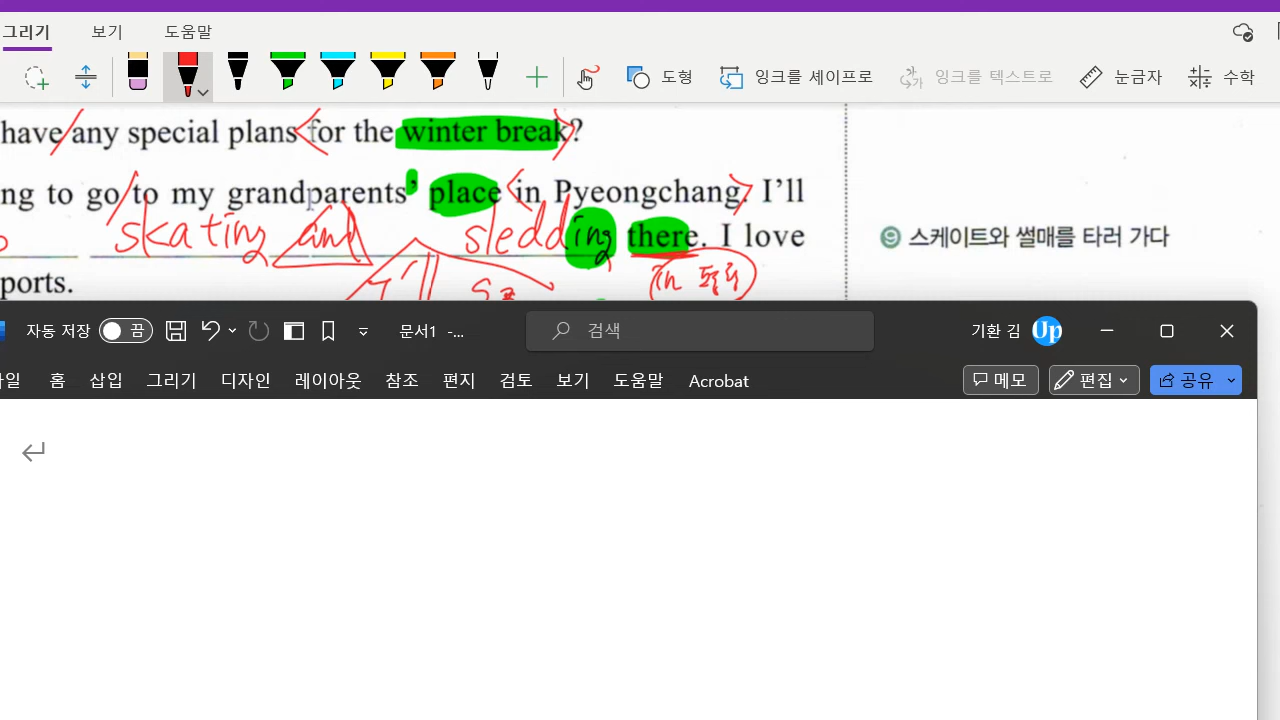 그리기 보기 도움말
도형 잉크를 셰이프로 잉크를 텍스트로 눈금자 수학
have any special plans for the winter break?
ng to go to my grandparents' place in Pyeongchang. I'll
skating and sledding there. I love
⑨ 스케이트와 썰매를 타러 가다
I'll
in 평창
ports.
자동 저장 끔 문서1 -... 검색 기환 김 Up
일 홈 삽입 그리기 디자인 레이아웃 참조 편지 검토 보기 도움말 Acrobat 메모 편집 공유